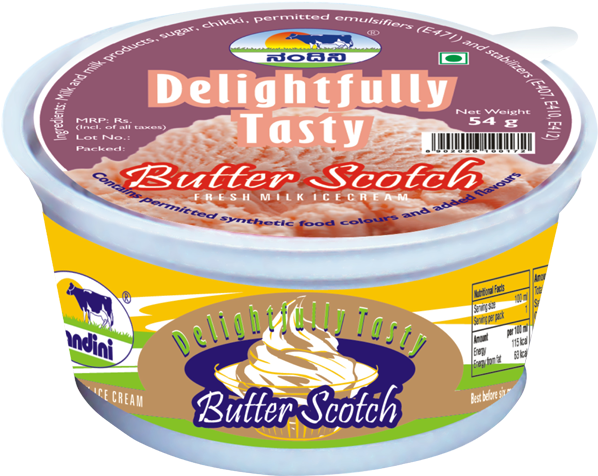 Ingredients: Milk and milk products, sugar, chikki, permitted emulsifiers (E471) and stabilizers (E407, E410, E412)
®
ನಂದಿನಿ
Delightfully
Tasty
MRP: Rs.
(Incl. of all taxes)
Lot No.:
Packed:
Net Weight
54 g
Butter Scotch
FRESH MILK ICECREAM
Contains permitted synthetic food colours and added flavours
®
andini
ICE CREAM
Delightfully Tasty
Butter Scotch
Nutritional Facts
Serving size 100 ml
Serving per pack 1
Amount per 100 ml
Energy 115 kcal
Energy from fat 63 kcal
Best before six